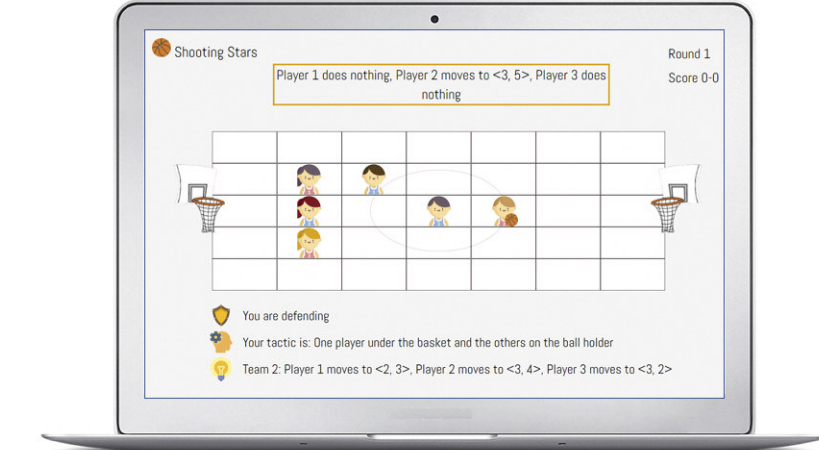 Shooting Stars
Round 1
Player 1 does nothing, Player 2 moves to <3, 5>, Player 3 does
nothing
Score 0-0
You are defending
Your tactic is: One player under the basket and the others on the ball holder
Team 2: Player 1 moves to <2, 3>, Player 2 moves to <3, 4>, Player 3 moves to <3, 2>